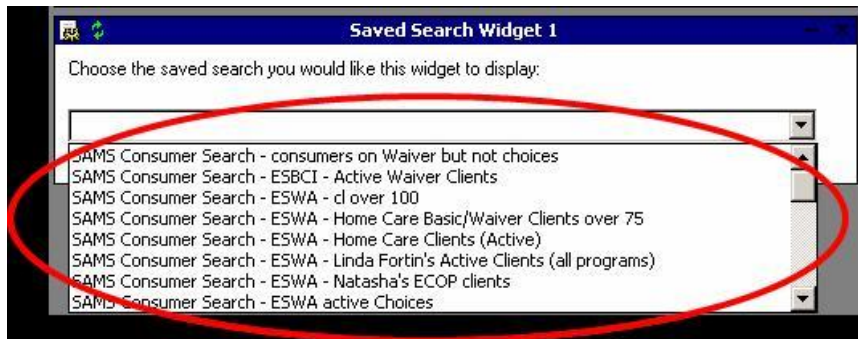 Saved Search Widget 1
Choose the saved search you would like this widget to display:
SAMS Consumer Search - consumers on Waiver but not choices
SAMS Consumer Search - ESBCI - Active Waiver Clients
SAMS Consumer Search - ESWA - cl over 100
SAMS Consumer Search - ESWA - Home Care Basic/Waiver Clients over 75
SAMS Consumer Search - ESWA - Home Care Clients (Active)
SAMS Consumer Search - ESWA - Linda Fortin's Active Clients (all programs)
SAMS Consumer Search - ESWA - Natasha's ECOP clients
SAMS Consumer Search - ESWA active Choices